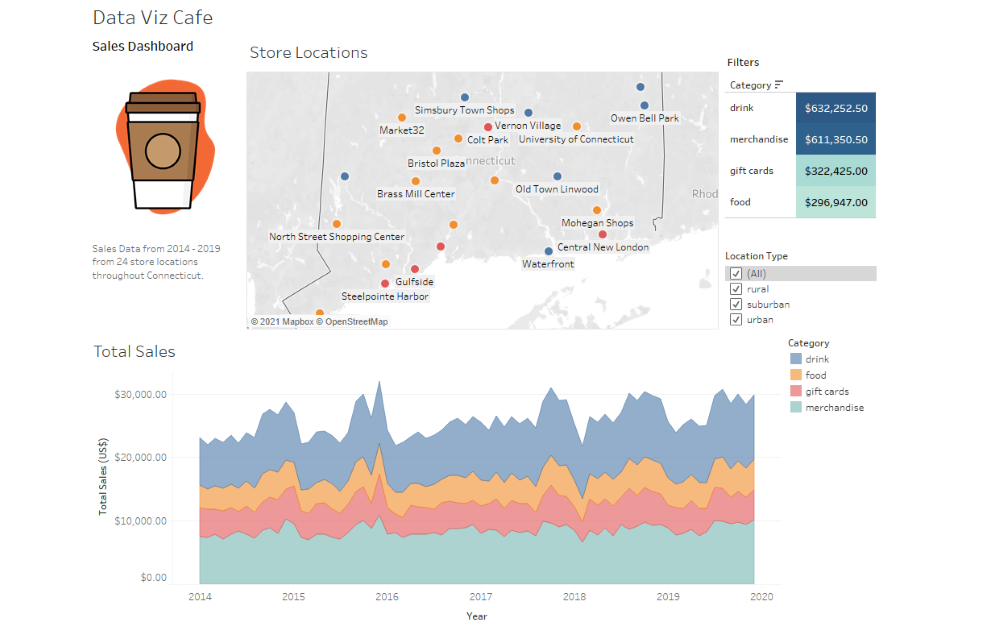 Data Viz Cafe
Sales Dashboard
Sales Data from 2014 - 2019
from 24 store locations
throughout Connecticut.
Store Locations
Simsbury Town Shops
Owen Bell Park
Market32
Vernon Village
Colt Park
University of Connecticut
Bristol Plaza
nnecticut
Brass Mill Center
Old Town Linwood
Rhod
Mohegan Shops
North Street Shopping Center
Central New London
Waterfront
Gulfside
Steelpointe Harbor
© 2021 Mapbox © OpenStreetMap
Filters
Category
drink $632,252.50
merchandise $611,350.50
gift cards $322,425.00
food $296,947.00
Location Type
(All)
rural
suburban
urban
Total Sales
Category
drink
food
gift cards
merchandise
Total Sales (US$)
$30,000.00
$20,000.00
$10,000.00
$0.00
2014 2015 2016 2017 2018 2019 2020
Year